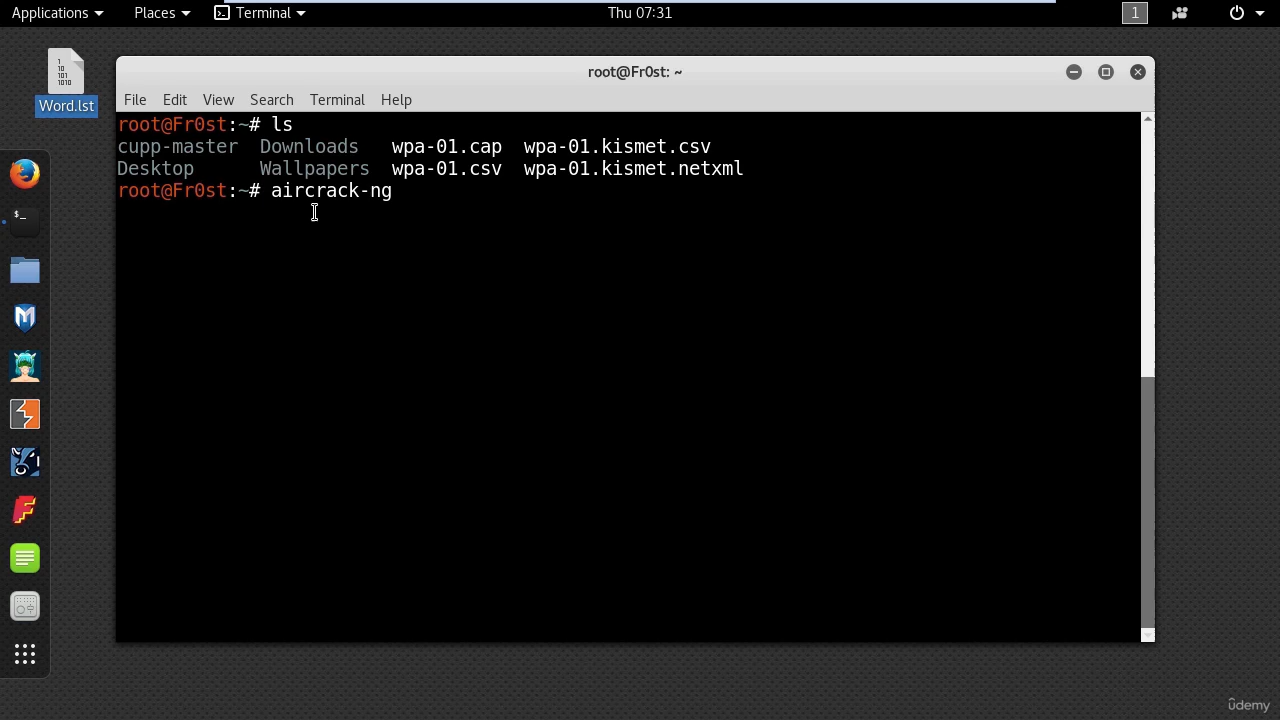 Applications Places Terminal Thu 07:31 1
Word.lst
root@Fr0st: ~
File Edit View Search Terminal Help
root@Fr0st:~# ls
cupp-master Downloads wpa-01.cap wpa-01.kismet.csv
Desktop Wallpapers wpa-01.csv wpa-01.kismet.netxml
root@Fr0st:~# aircrack-ng
ûdemy